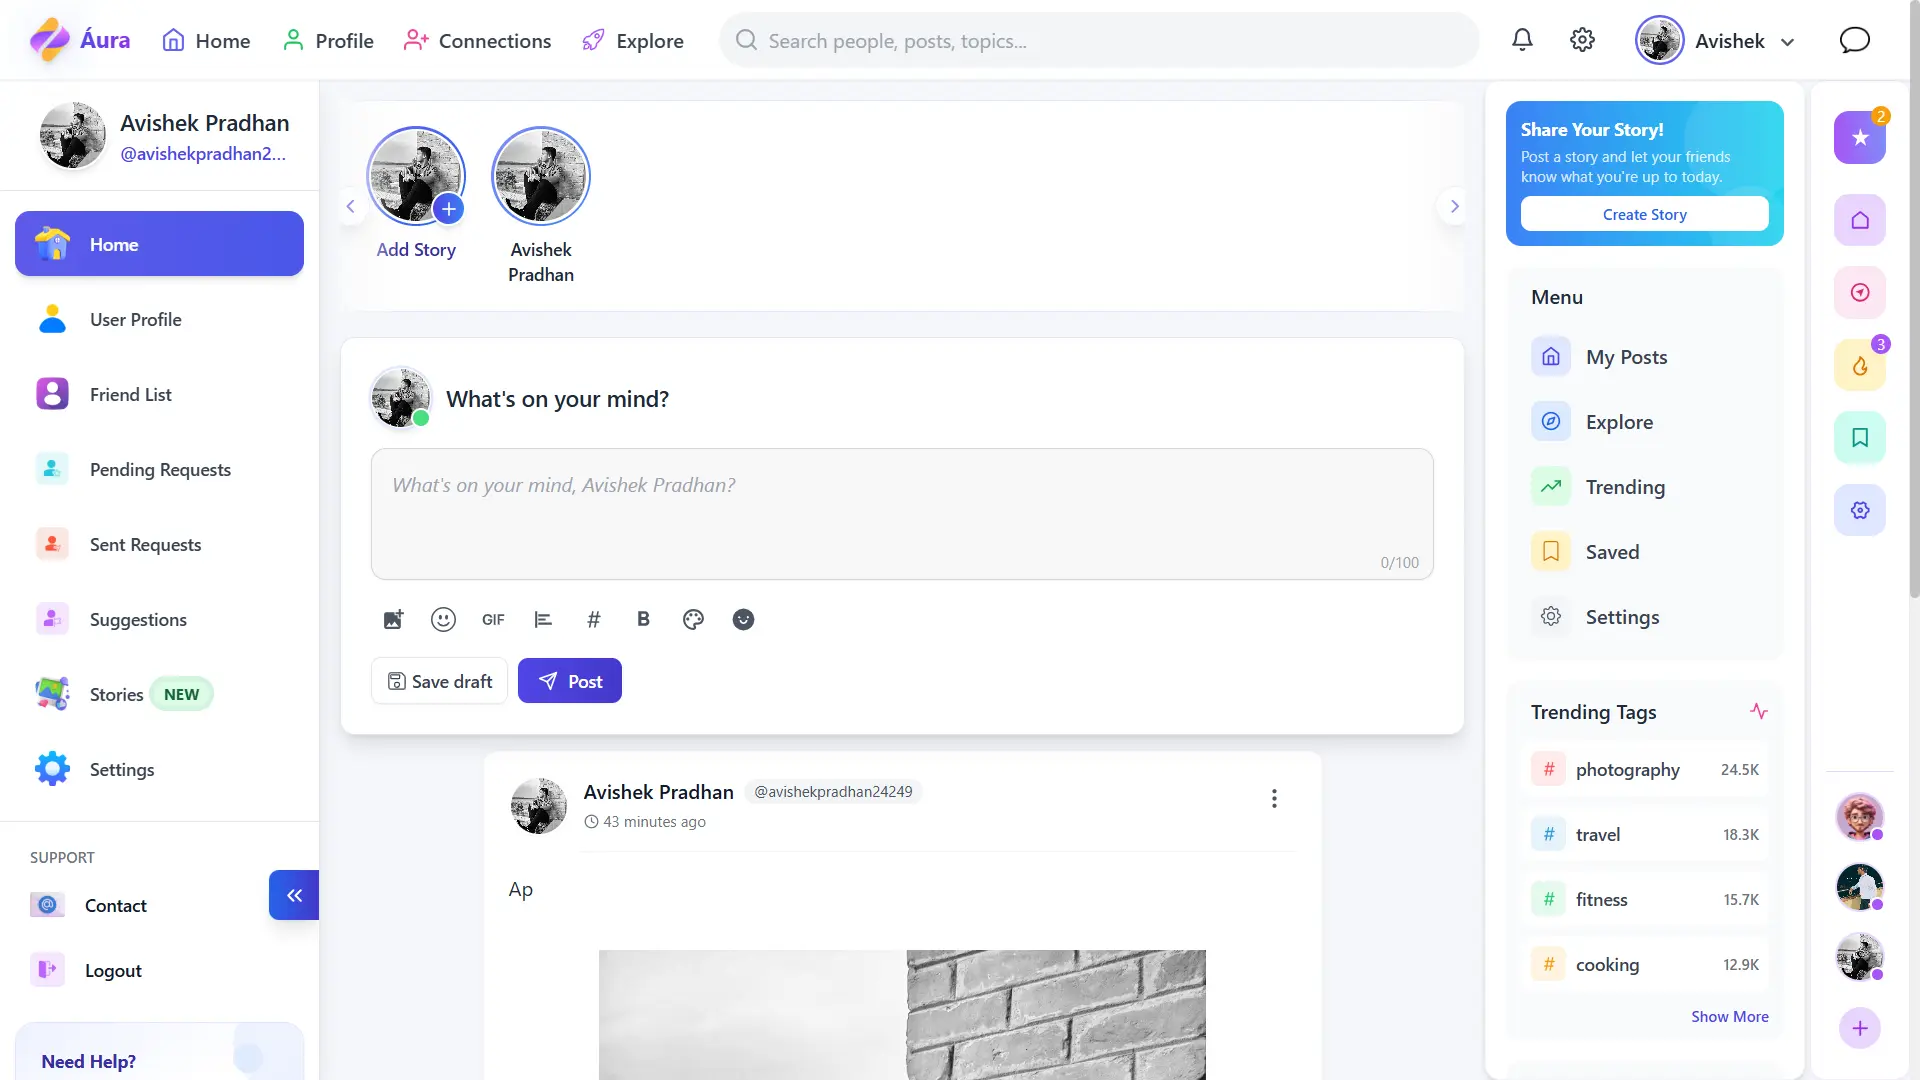 Áura
Home
Profile
Connections
Explore
Search people, posts, topics...
Avishek
Avishek Pradhan
@avishekpradhan2...
Home
User Profile
Friend List
Pending Requests
Sent Requests
Suggestions
Stories NEW
Settings
SUPPORT
Contact
Logout
Need Help?
Add Story
Avishek
Pradhan
What's on your mind?
What's on your mind, Avishek Pradhan?
0/100
GIF
#
B
Save draft
Post
Avishek Pradhan @avishekpradhan24249
43 minutes ago
Ap
Share Your Story!
Post a story and let your friends
know what you're up to today.
Create Story
Menu
My Posts
Explore
Trending
Saved
Settings
Trending Tags
# photography 24.5K
# travel 18.3K
# fitness 15.7K
# cooking 12.9K
Show More
2
3